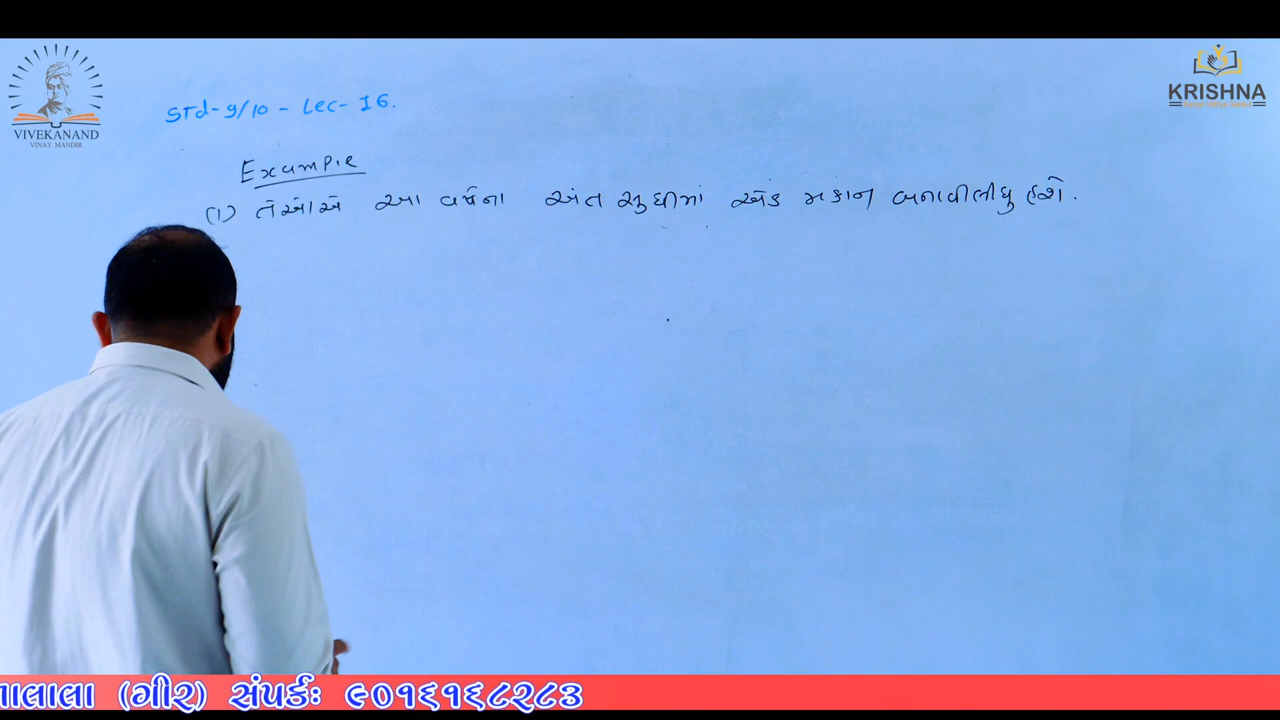 VIVEKANAND
VINAY MANDIR
KRISHNA
Std-9/10 - Lec-16.
Example
(1) તેઓએ આ વર્ષના અંત સુધીમાં એક મકાન બનાવી લીધુ હશે.
ાલાલા (ગીર) સંપર્કઃ ૯૦૧૬૧૬૮૨૮૩